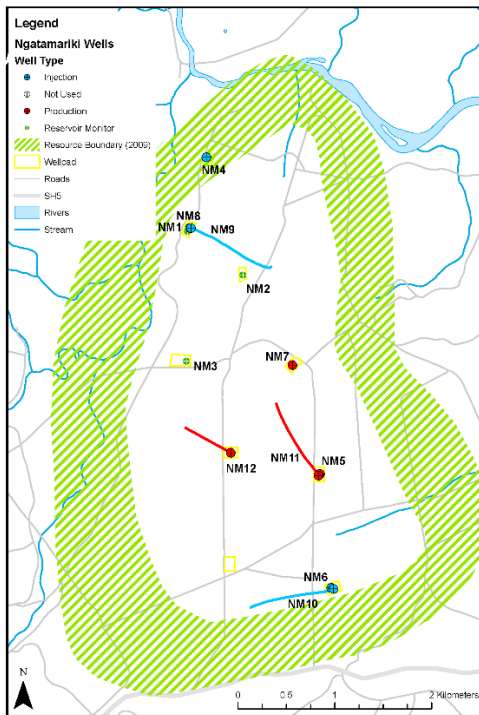 Legend
Ngatamariki Wells
Well Type
Injection
Not Used
Production
Reservoir Monitor
Resource Boundary (2009)
Wellpad
Roads
SH5
Rivers
Stream
NM4
NM8
NM1
NM9
NM2
NM3
NM7
NM12
NM11
NM5
NM6
NM10
N
0 0.5 1 2 Kilometers